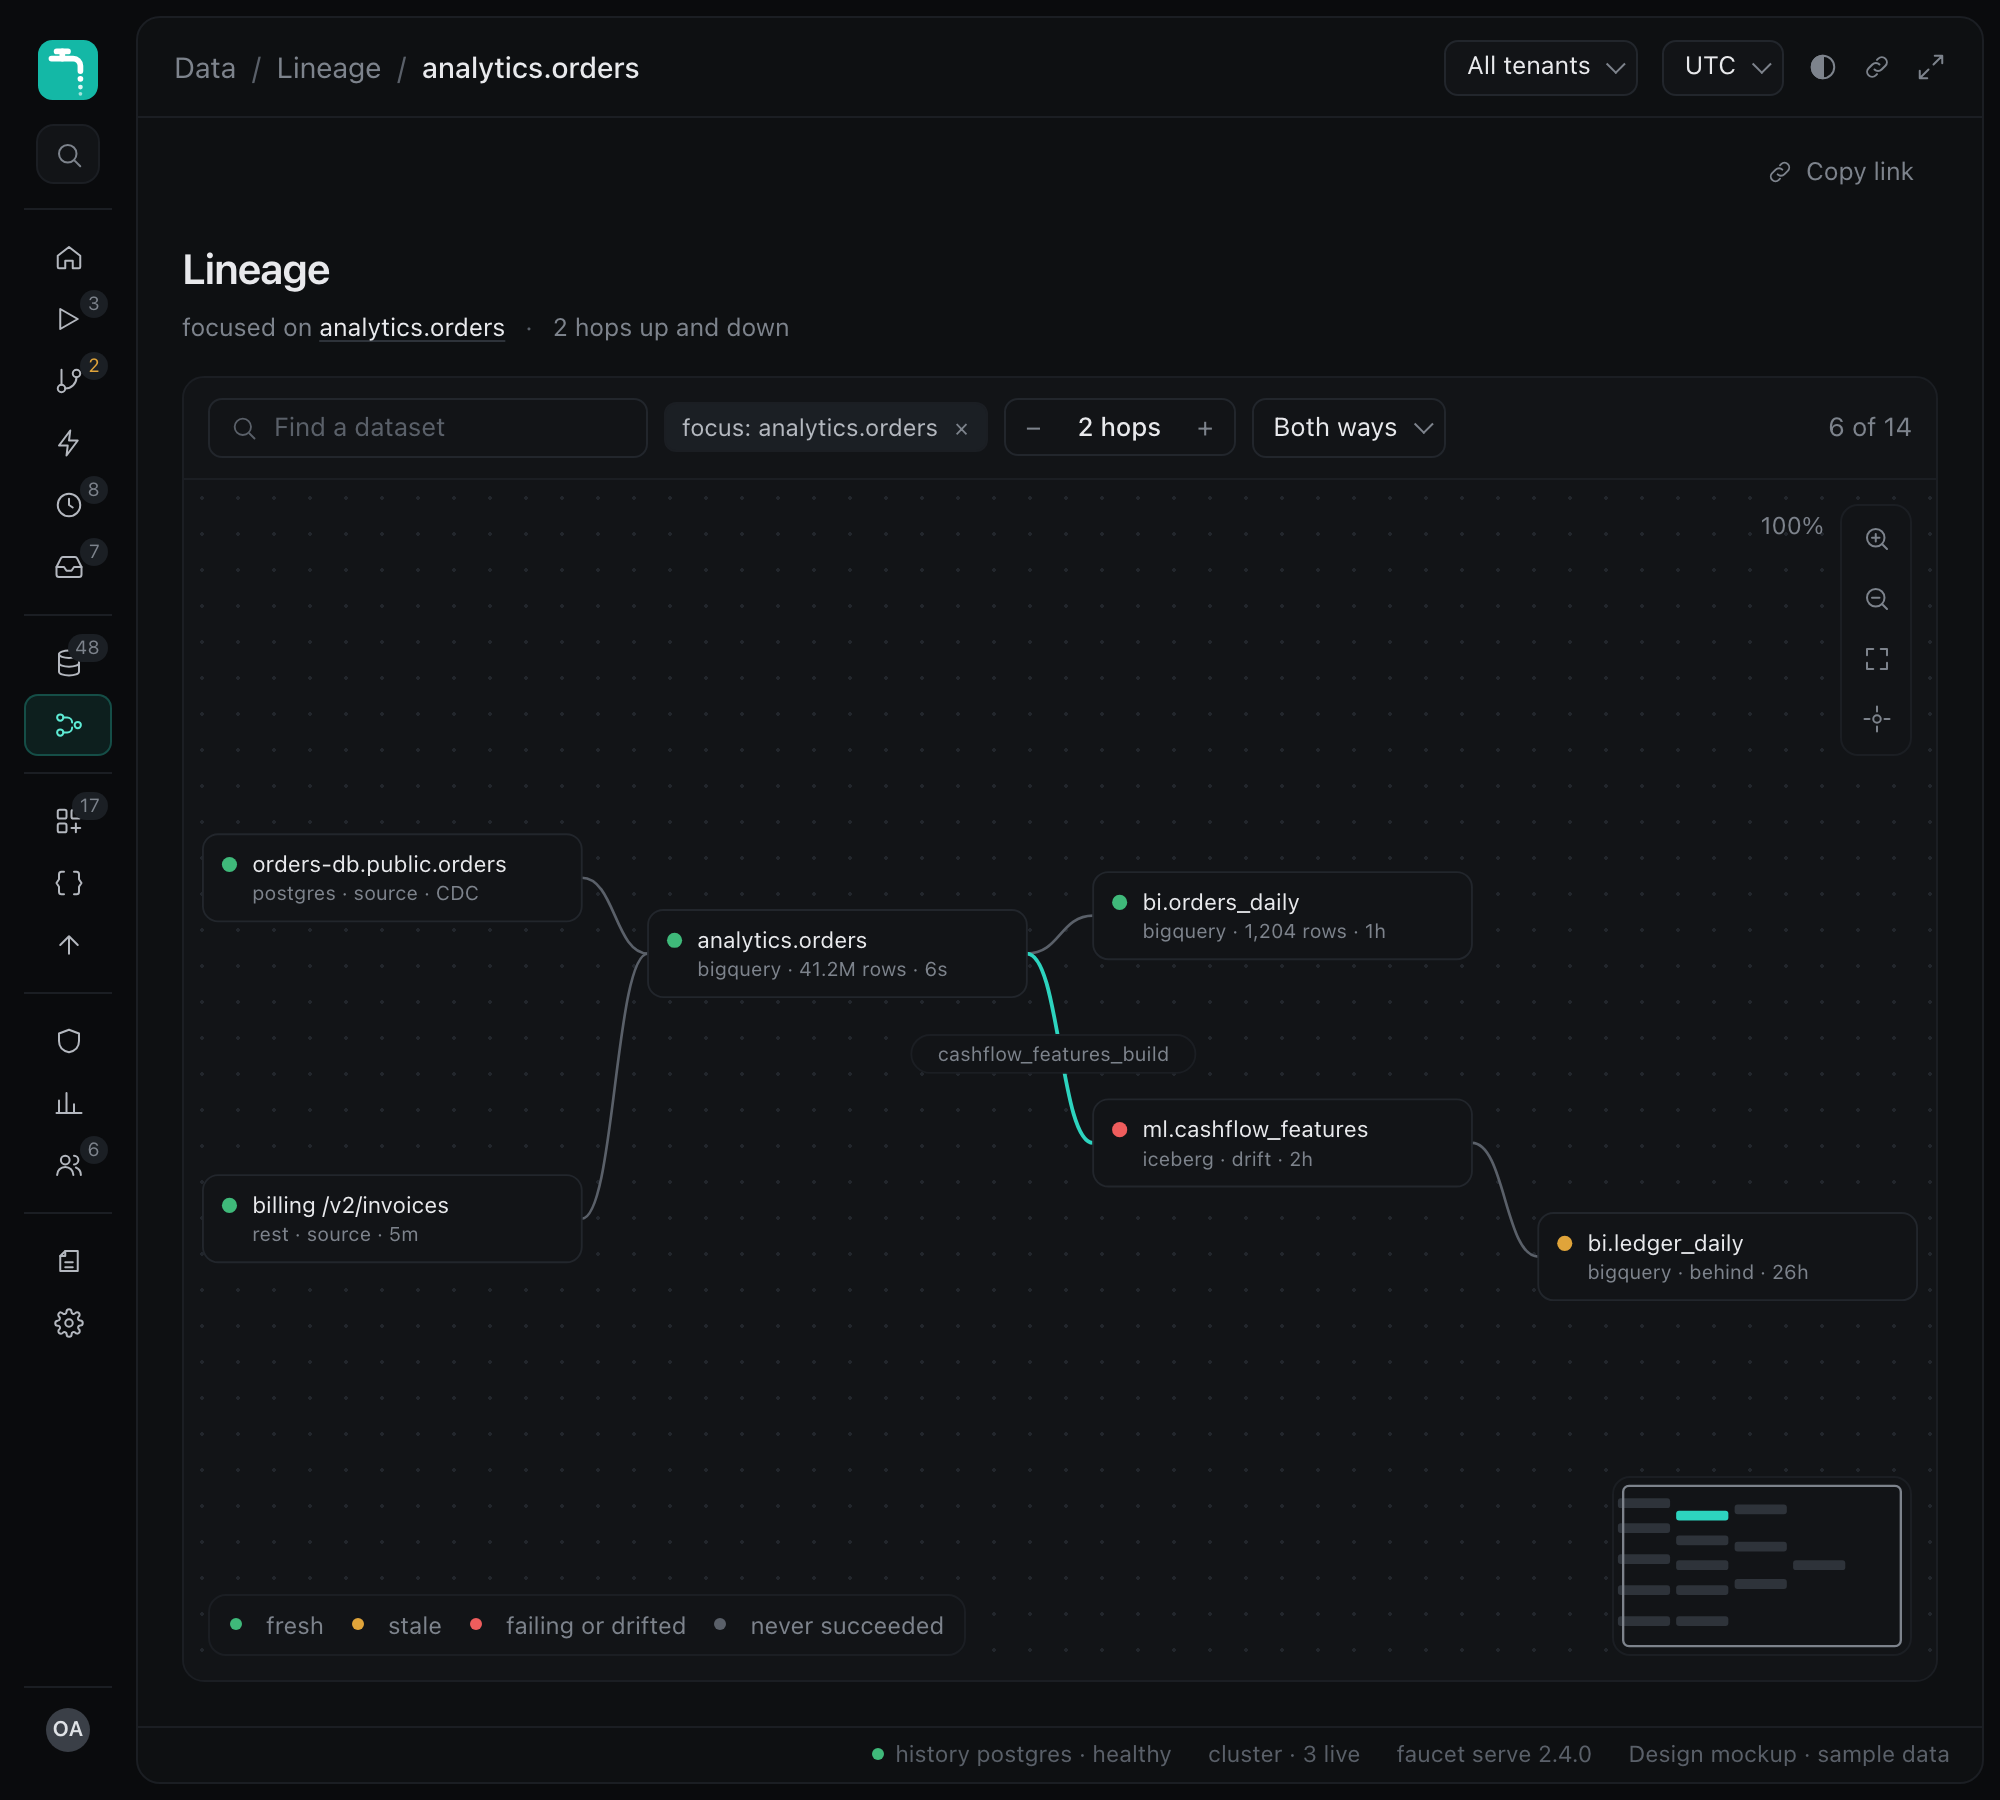 Data / Lineage / analytics.orders
All tenants
UTC
Copy link
Lineage
focused on analytics.orders · 2 hops up and down
Find a dataset
focus: analytics.orders ×
− 2 hops +
Both ways
6 of 14
100%
3
2
8
7
48
17
6
OA
orders-db.public.orders
postgres · source · CDC
analytics.orders
bigquery · 41.2M rows · 6s
bi.orders_daily
bigquery · 1,204 rows · 1h
cashflow_features_build
ml.cashflow_features
iceberg · drift · 2h
billing /v2/invoices
rest · source · 5m
bi.ledger_daily
bigquery · behind · 26h
fresh stale failing or drifted never succeeded
history postgres · healthy cluster · 3 live faucet serve 2.4.0 Design mockup · sample data